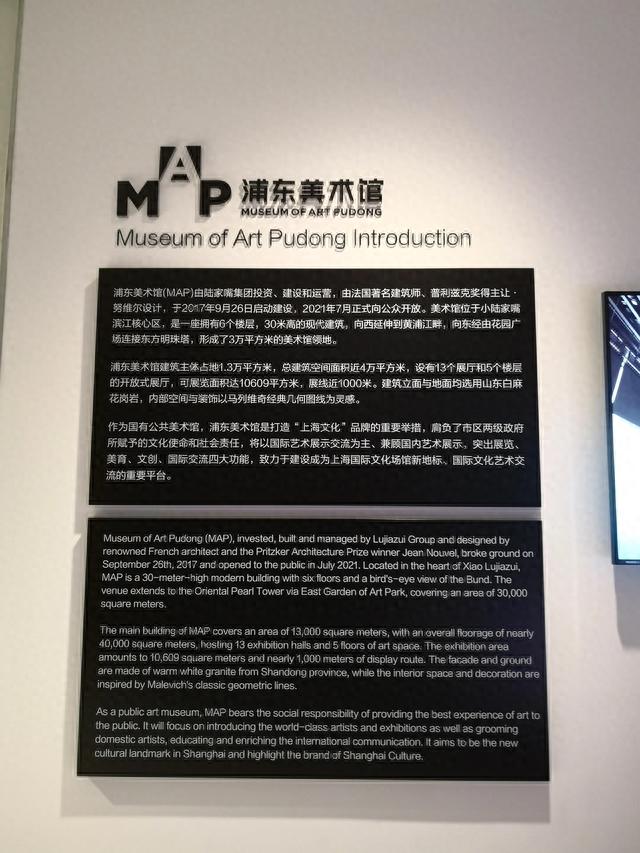 MAP 浦东美术馆
MUSEUM OF ART PUDONG
Museum of Art Pudong Introduction
浦东美术馆(MAP)由陆家嘴集团投资、建设和运营，由法国著名建筑师、普利兹克奖得主让·
努维尔设计，于2017年9月26日启动建设，2021年7月正式向公众开放。美术馆位于小陆家嘴
滨江核心区，是一座拥有6个楼层，30米高的现代建筑。向西延伸到黄浦江畔，向东经由花园广
场连接东方明珠塔，形成了3万平方米的美术馆领地。
浦东美术馆建筑主体占地1.3万平方米，总建筑空间面积近4万平方米，设有13个展厅和5个楼层
的开放式展厅，可展览面积达10609平方米，展线近1000米。建筑立面与地面均选用山东白麻
花岗岩，内部空间与装饰以马列维奇经典几何图线为灵感。
作为国有公共美术馆，浦东美术馆是打造“上海文化”品牌的重要举措，肩负了市区两级政府
所赋予的文化使命和社会责任，将以国际艺术展示交流为主、兼顾国内艺术展示。突出展览、
美育、文创、国际交流四大功能，致力于建设成为上海国际文化场馆新地标、国际文化艺术交
流的重要平台。
Museum of Art Pudong (MAP), invested, built and managed by Lujiazui Group and designed by
renowned French architect and the Pritzker Architecture Prize winner Jean Nouvel, broke ground on
September 26th, 2017 and opened to the public in July 2021. Located in the heart of Xiao Lujiazui,
MAP is a 30-meter-high modern building with six floors and a bird's-eye view of the Bund. The
venue extends to the Oriental Pearl Tower via East Garden of Art Park, covering an area of 30,000
square meters.
The main building of MAP covers an area of 13,000 square meters, with an overall floorage of nearly
40,000 square meters, hosting 13 exhibition halls and 5 floors of art space. The exhibition area
amounts to 10,609 square meters and nearly 1,000 meters of display route. The facade and ground
are made of warm white granite from Shandong province, while the interior space and decoration are
inspired by Malevich's classic geometric lines.
As a public art museum, MAP bears the social responsibility of providing the best experience of art to
the public. It will focus on introducing the world-class artists and exhibitions as well as grooming
domestic artists, educating and enriching the international communication. It aims to be the new
cultural landmark in Shanghai and highlight the brand of Shanghai Culture.